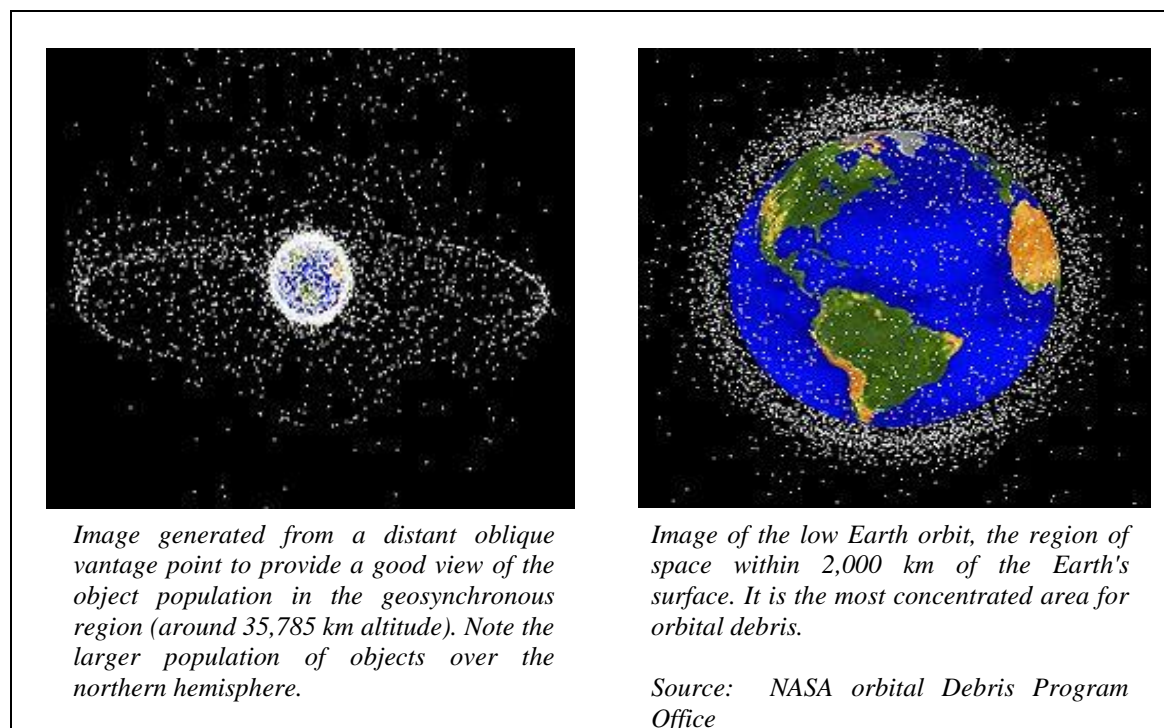 Image generated from a distant oblique
vantage point to provide a good view of the
object population in the geosynchronous
region (around 35,785 km altitude). Note the
larger population of objects over the
northern hemisphere.
Image of the low Earth orbit, the region of
space within 2,000 km of the Earth's
surface. It is the most concentrated area for
orbital debris.
Source: NASA orbital Debris Program
Office